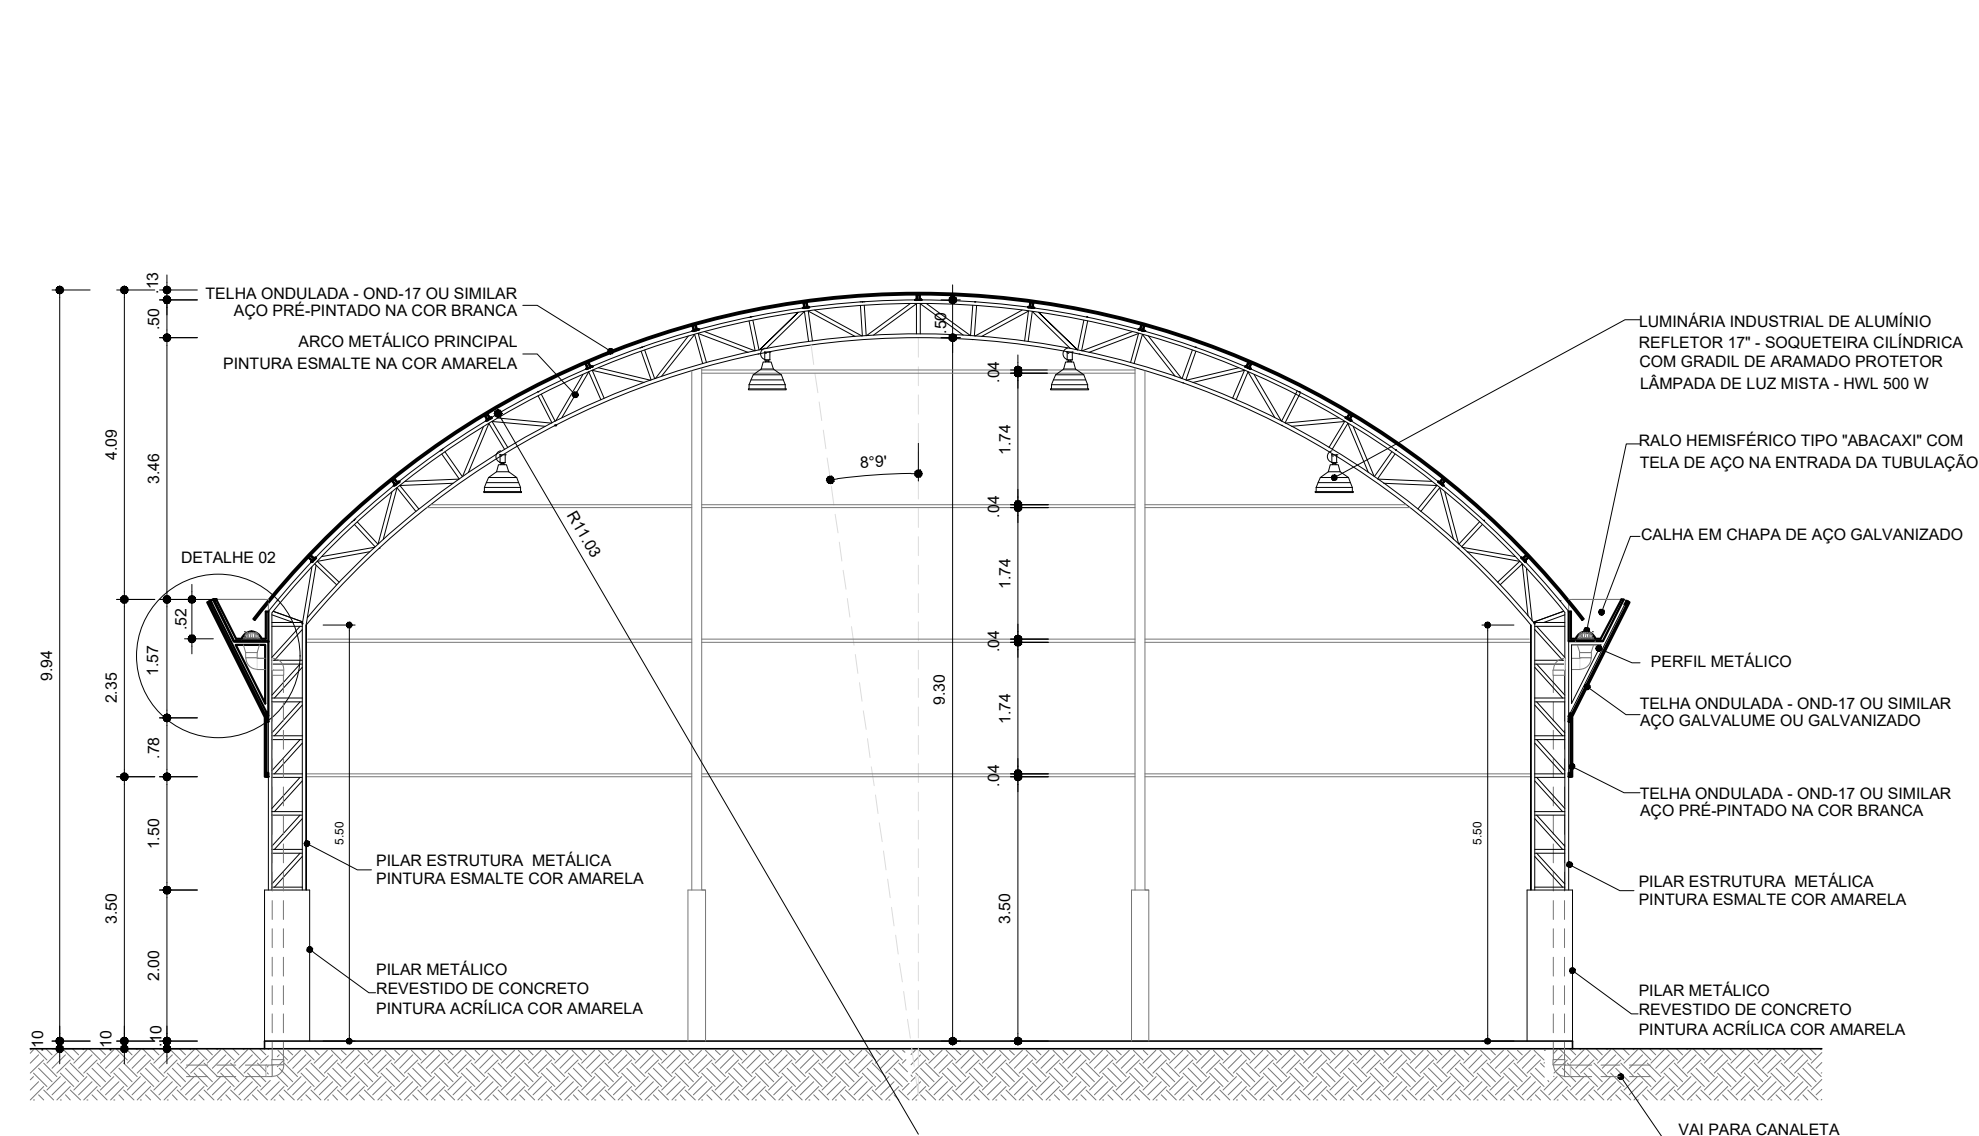 TELHA ONDULADA - OND-17 OU SIMILAR
AÇO PRÉ-PINTADO NA COR BRANCA
ARCO METÁLICO PRINCIPAL
PINTURA ESMALTE NA COR AMARELA
DETALHE 02
.13
.50
3.46
.52
1.57
.78
1.50
2.00
.10
4.09
2.35
3.50
.10
9.94
.10
8°9'
R11.03
.50
9.30
.04
1.74
.04
1.74
.04
1.74
.04
3.50
5.50
5.50
PILAR ESTRUTURA  METÁLICA
PINTURA ESMALTE COR AMARELA
PILAR METÁLICO
REVESTIDO DE CONCRETO
PINTURA ACRÍLICA COR AMARELA
LUMINÁRIA INDUSTRIAL DE ALUMÍNIO
REFLETOR 17" - SOQUETEIRA CILÍNDRICA
COM GRADIL DE ARAMADO PROTETOR
LÂMPADA DE LUZ MISTA - HWL 500 W
RALO HEMISFÉRICO TIPO "ABACAXI" COM
TELA DE AÇO NA ENTRADA DA TUBULAÇÃO
CALHA EM CHAPA DE AÇO GALVANIZADO
PERFIL METÁLICO
TELHA ONDULADA - OND-17 OU SIMILAR
AÇO GALVALUME OU GALVANIZADO
TELHA ONDULADA - OND-17 OU SIMILAR
AÇO PRÉ-PINTADO NA COR BRANCA
PILAR ESTRUTURA  METÁLICA
PINTURA ESMALTE COR AMARELA
PILAR METÁLICO
REVESTIDO DE CONCRETO
PINTURA ACRÍLICA COR AMARELA
VAI PARA CANALETA